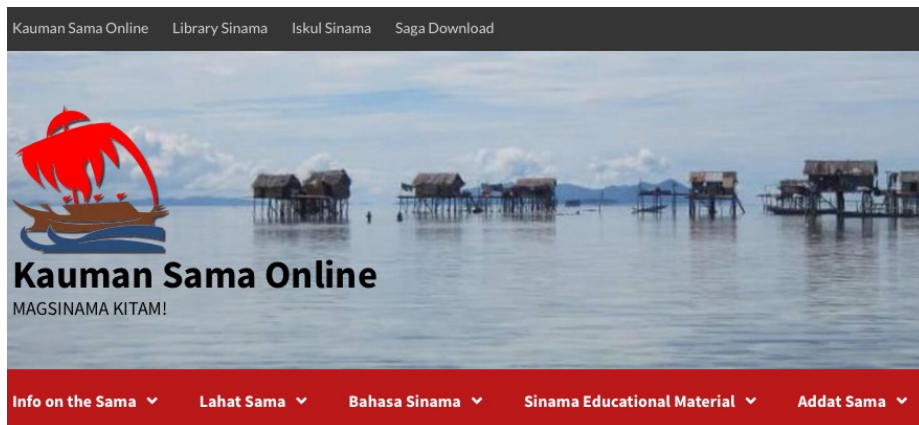 Kauman Sama Online Library Sinama Iskul Sinama Saga Download
Kauman Sama Online
MAGSINAMA KITAM!
Info on the Sama Lahat Sama Bahasa Sinama Sinama Educational Material Addat Sama